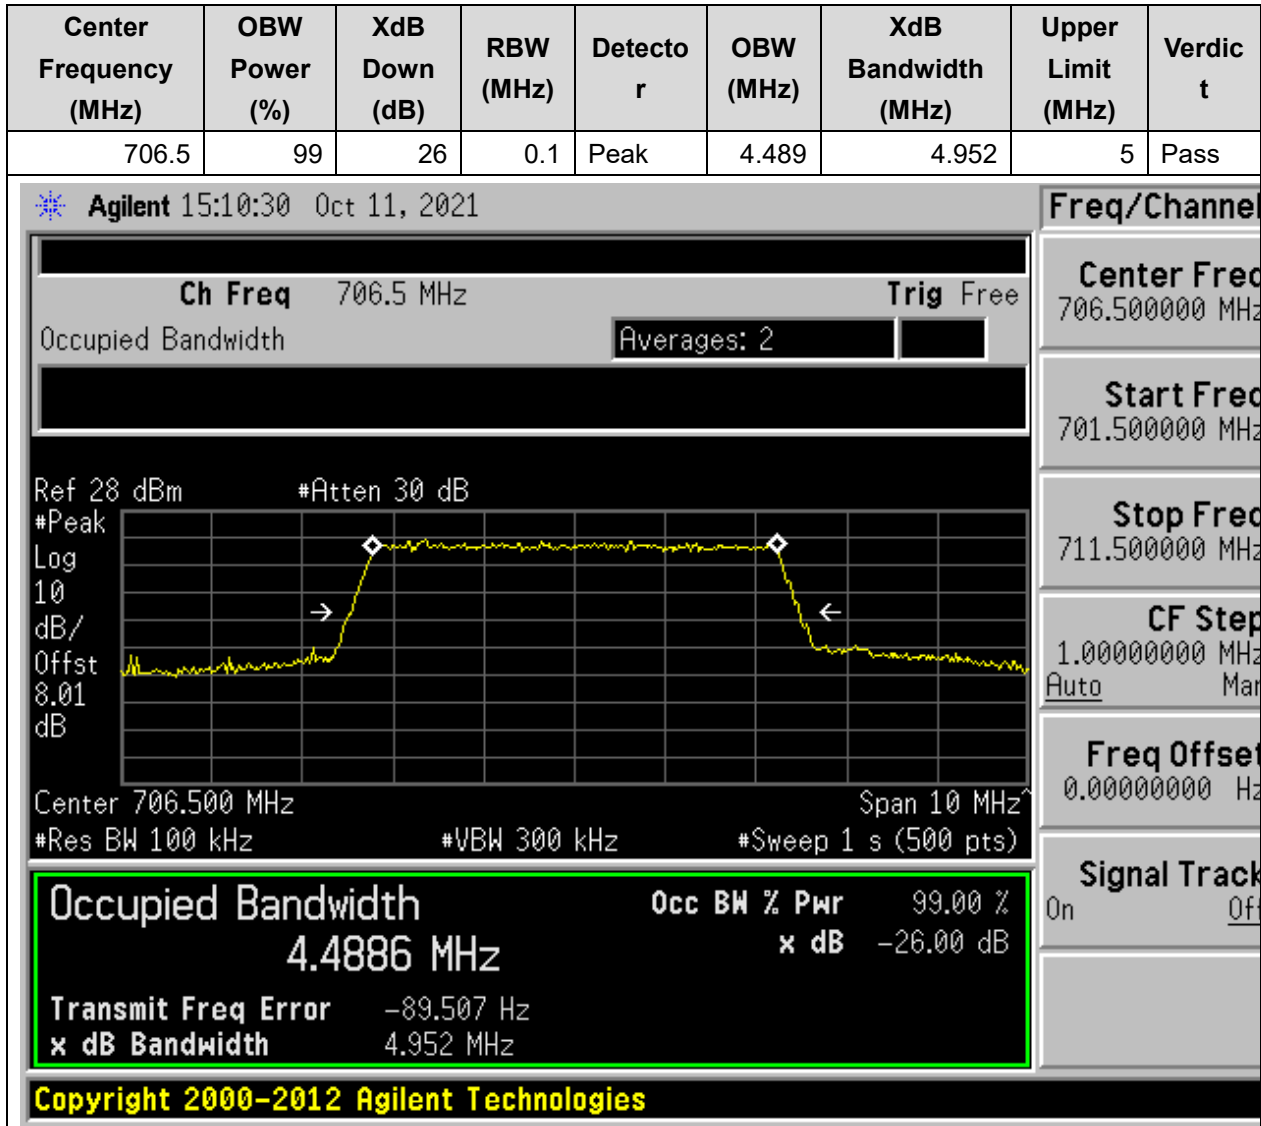 Center Frequency (MHz) OBW Power (%) XdB Down (dB) RBW (MHz) Detecto r OBW (MHz) XdB Bandwidth (MHz) Upper Limit (MHz) Verdic t
706.5 99 26 0.1 Peak 4.489 4.952 5 Pass
Agilent 15:10:30 Oct 11, 2021
Freq/Channel
Ch Freq 706.5 MHz Trig Free
Occupied Bandwidth Averages: 2
Center Freq
706.500000 MHz
Start Freq
701.500000 MHz
Stop Freq
711.500000 MHz
CF Step
1.00000000 MHz
Auto Man
Freq Offset
0.00000000 Hz
Signal Track
On Off
Ref 28 dBm #Atten 30 dB
#Peak
Log
10
dB/
Offst
8.01
dB
Center 706.500 MHz Span 10 MHz^
#Res BW 100 kHz #VBW 300 kHz #Sweep 1 s (500 pts)
Occupied Bandwidth Occ BW % Pwr 99.00 %
4.4886 MHz x dB -26.00 dB
Transmit Freq Error -89.507 Hz
x dB Bandwidth 4.952 MHz
Copyright 2000-2012 Agilent Technologies